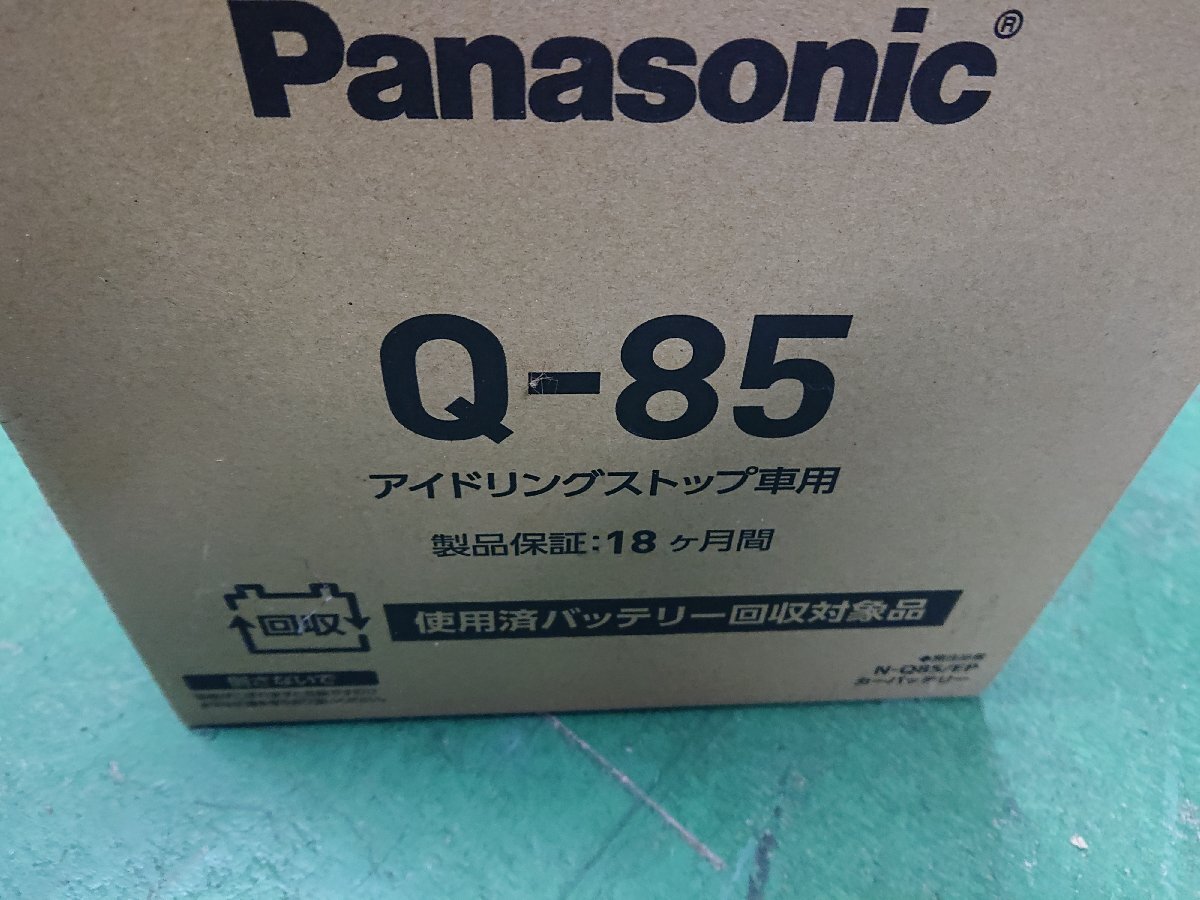 Panasonic®
Q-85
アイドリングストップ車用
製品保証:18 ヶ月間
回収
使用済バッテリー回収対象品
N-Q85/EP
カーバッテリー